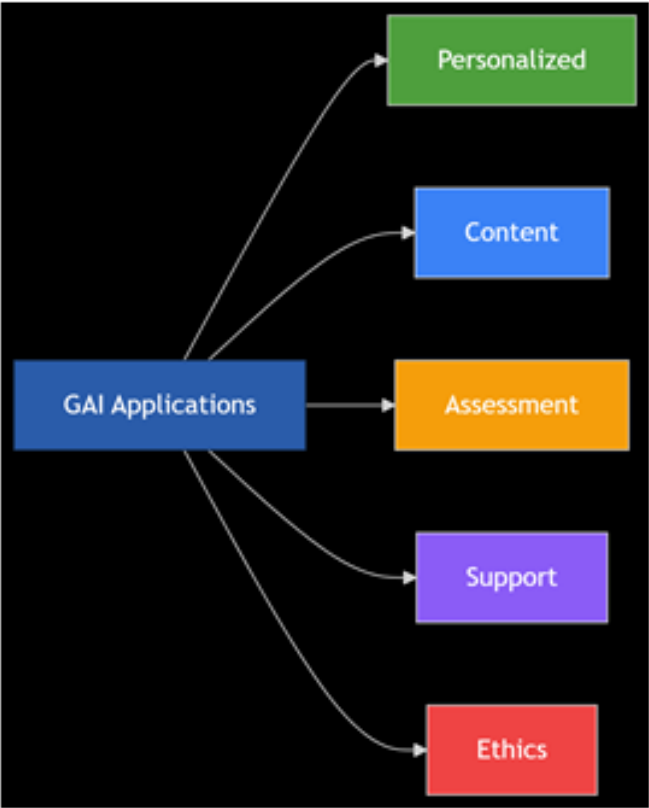 Personalized
Content
GAI Applications
Assessment
Support
Ethics